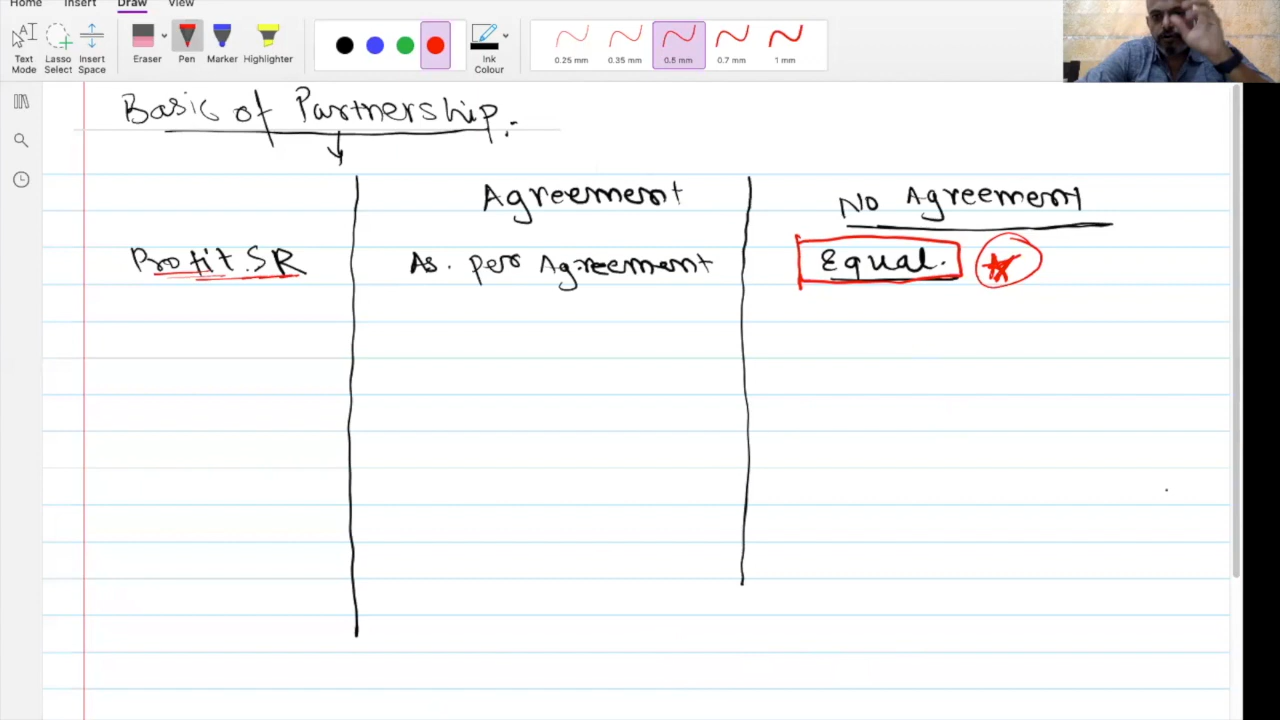 Home Insert Draw View
Text Mode Lasso Select Insert Space Eraser Pen Marker Highlighter Ink Colour 0.25 mm 0.35 mm 0.5 mm 0.7 mm 1 mm
Basic of Partnership.
Agreement No Agreement
Profit.SR As. per Agreement Equal.